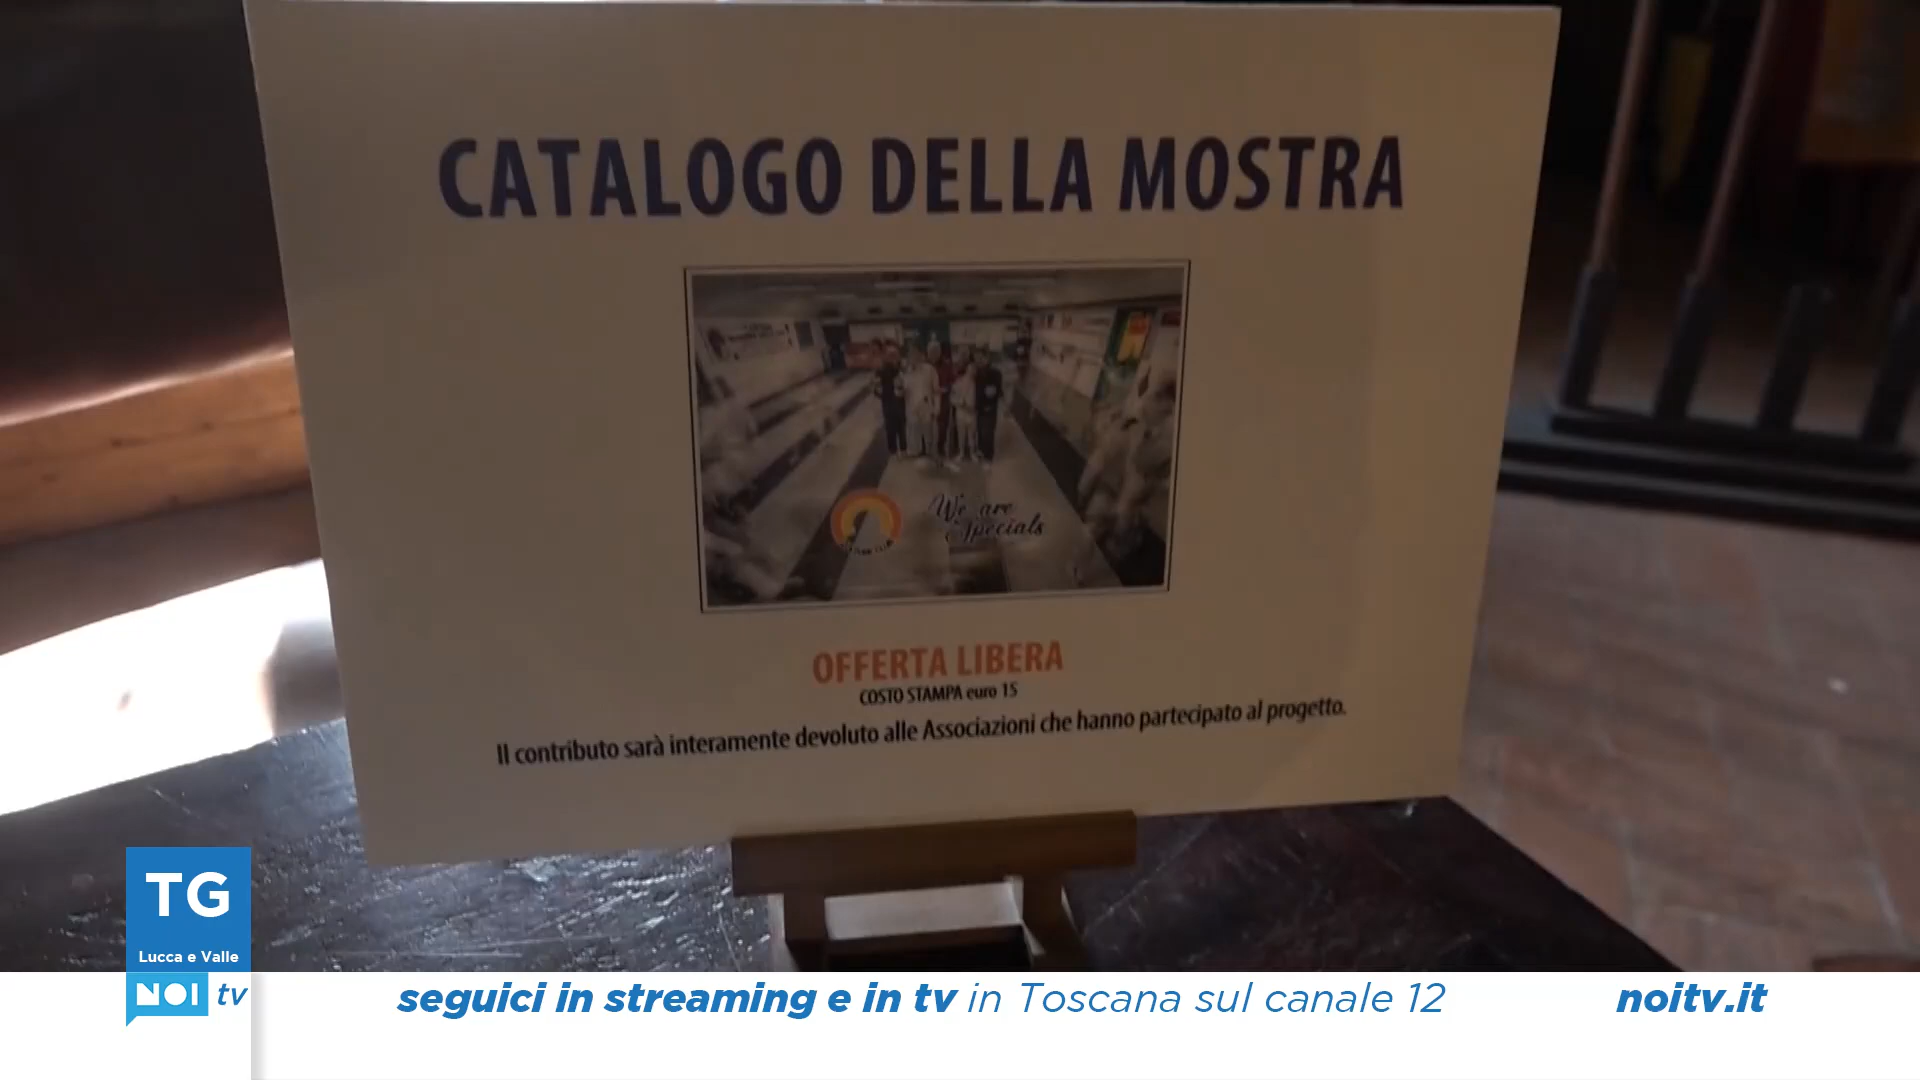 CATALOGO DELLA MOSTRA
We are
Specials
OFFERTA LIBERA
COSTO STAMPA euro 15
Il contributo sarà interamente devoluto alle Associazioni che hanno partecipato al progetto.
TG
Lucca e Valle
NOI tv
seguici in streaming e in tv in Toscana sul canale 12
noitv.it